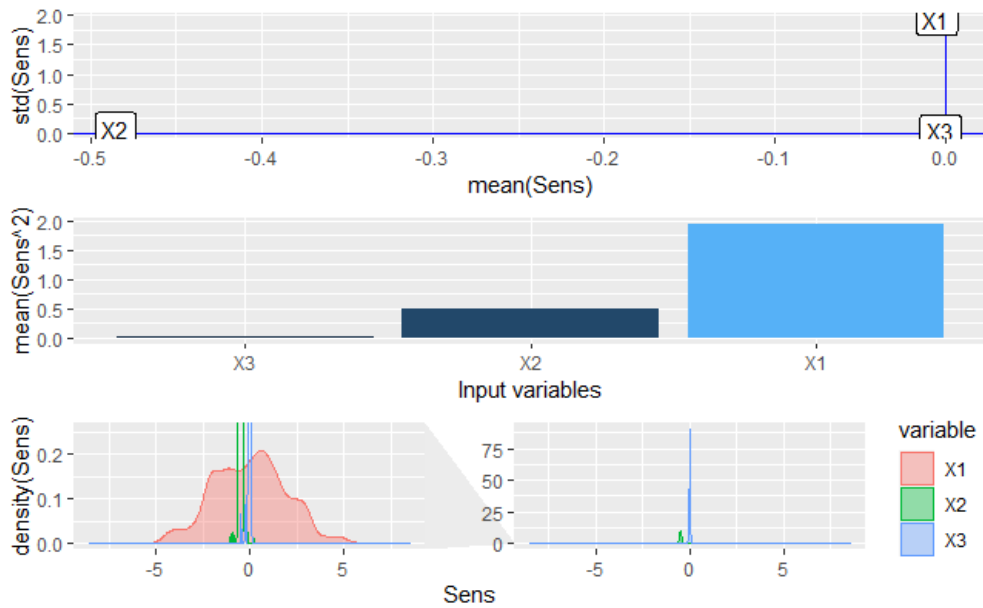 std(Sens)
2.0
1.5
1.0
0.5
0.0
X1
X2
X3
-0.5 -0.4 -0.3 -0.2 -0.1 0.0
mean(Sens)
mean(Sens^2)
2.0
1.5
1.0
0.5
0.0
X3 X2 X1
Input variables
density(Sens)
0.2
0.1
0.0
-5 0 5
75
50
25
0
-5 0 5
Sens
variable
X1
X2
X3